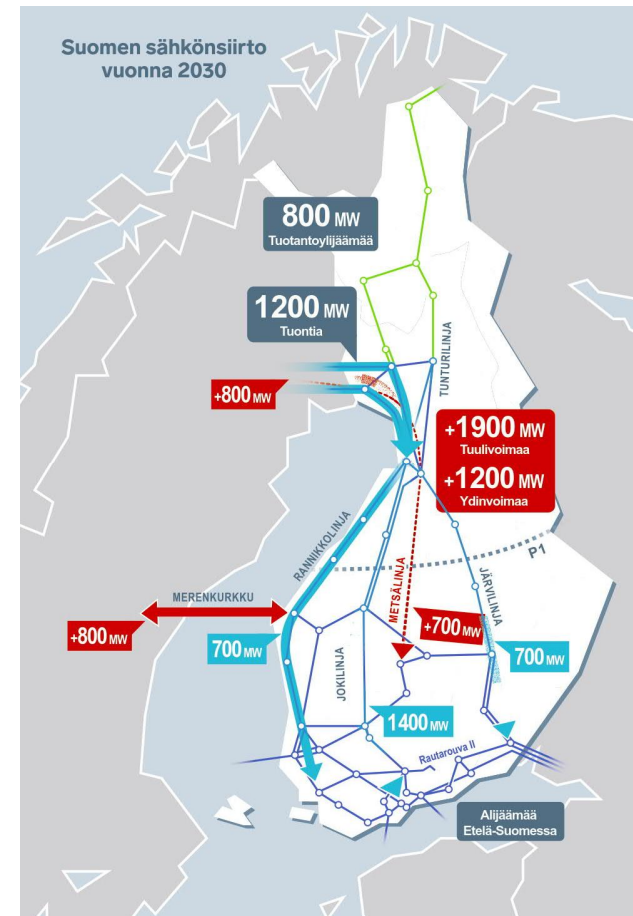 Suomen sähkönsiirto
vuonna 2030
800 MW
Tuotantoylijäämää
1200 MW
Tuontia
TUNTURILINJA
+800 MW
+1900 MW
Tuulivoimaa
+1200 MW
Ydinvoimaa
RANNIKKOLINJA
P1
METSÄLINJA
JÄRVILINJA
MERENKURKKU
+800 MW
700 MW
+700 MW
700 MW
JOKILINJA
1400 MW
Rautarouva II
Alijäämää
Etelä-Suomessa